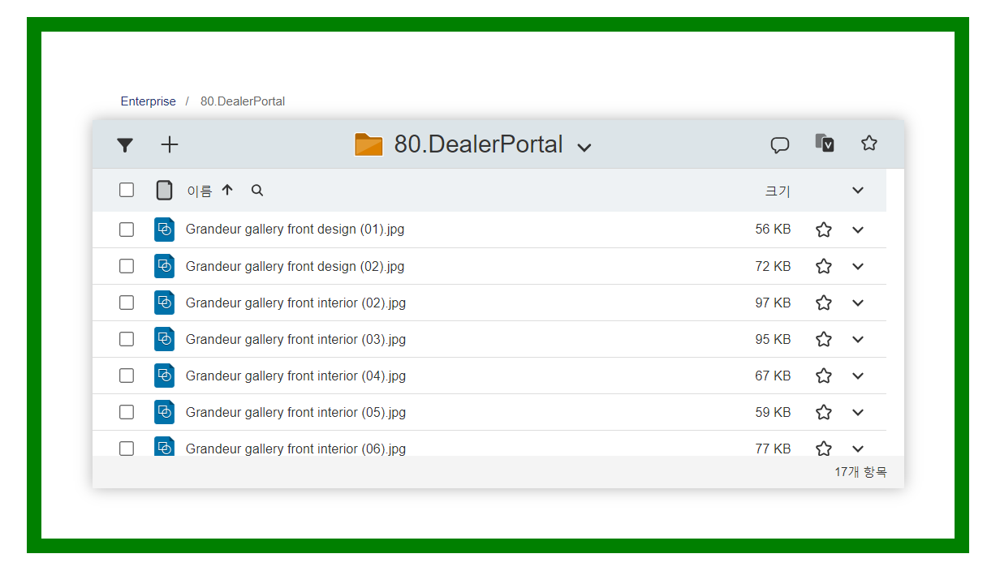 Enterprise / 80.DealerPortal
80.DealerPortal
이름 크기
Grandeur gallery front design (01).jpg 56 KB
Grandeur gallery front design (02).jpg 72 KB
Grandeur gallery front interior (02).jpg 97 KB
Grandeur gallery front interior (03).jpg 95 KB
Grandeur gallery front interior (04).jpg 67 KB
Grandeur gallery front interior (05).jpg 59 KB
Grandeur gallery front interior (06).jpg 77 KB
17개 항목